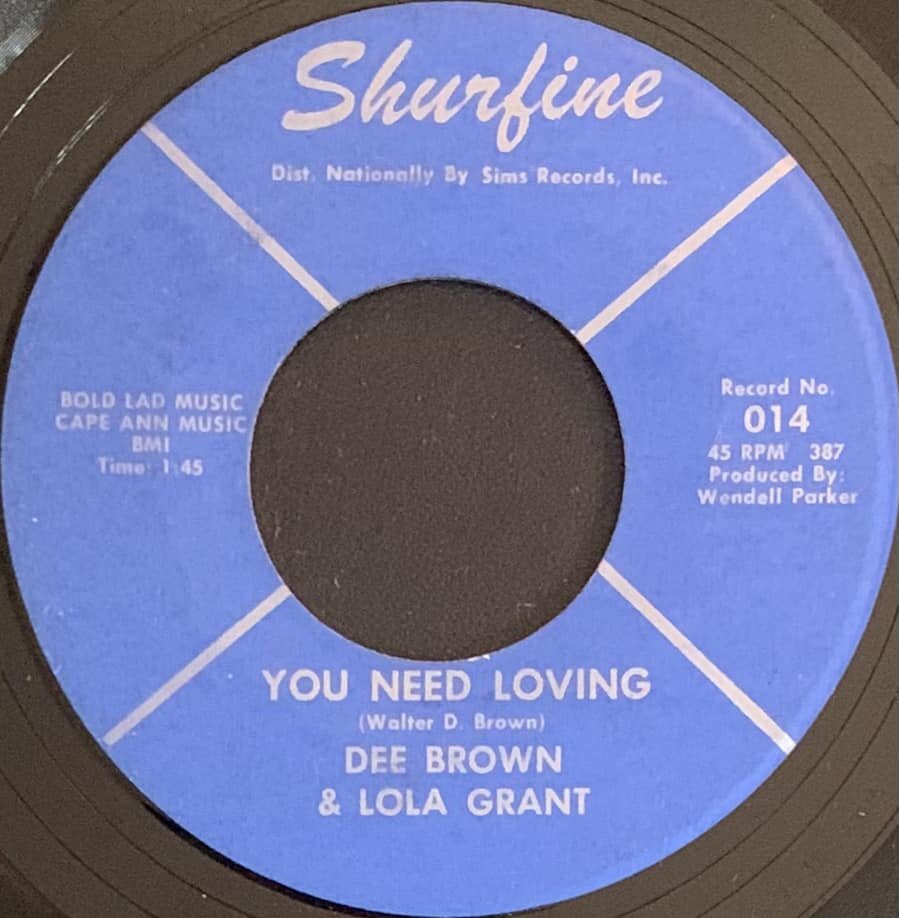 Shurfine
Dist. Nationally By Sims Records, Inc.
BOLD LAD MUSIC
CAPE ANN MUSIC
BMI
Time: 1:45
Record No.
014
45 RPM 387
Produced By:
Wendell Parker
YOU NEED LOVING
(Walter D. Brown)
DEE BROWN
& LOLA GRANT